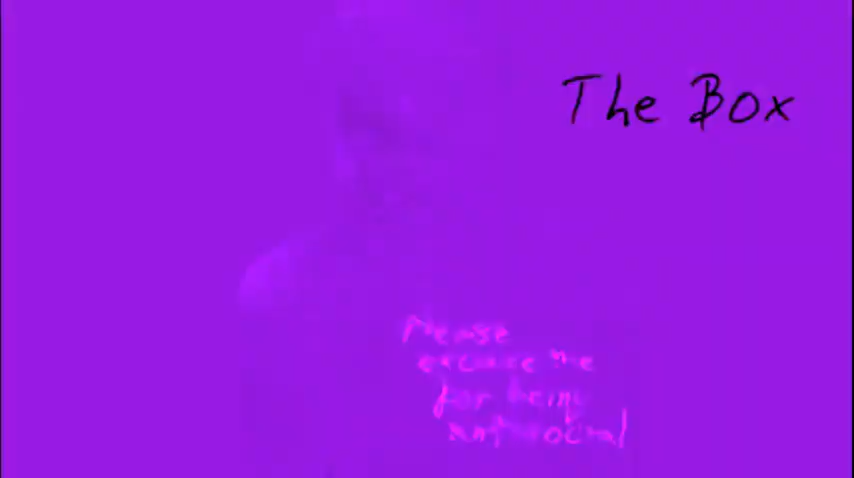 The Box
Please
excuse me
for being
antisocial